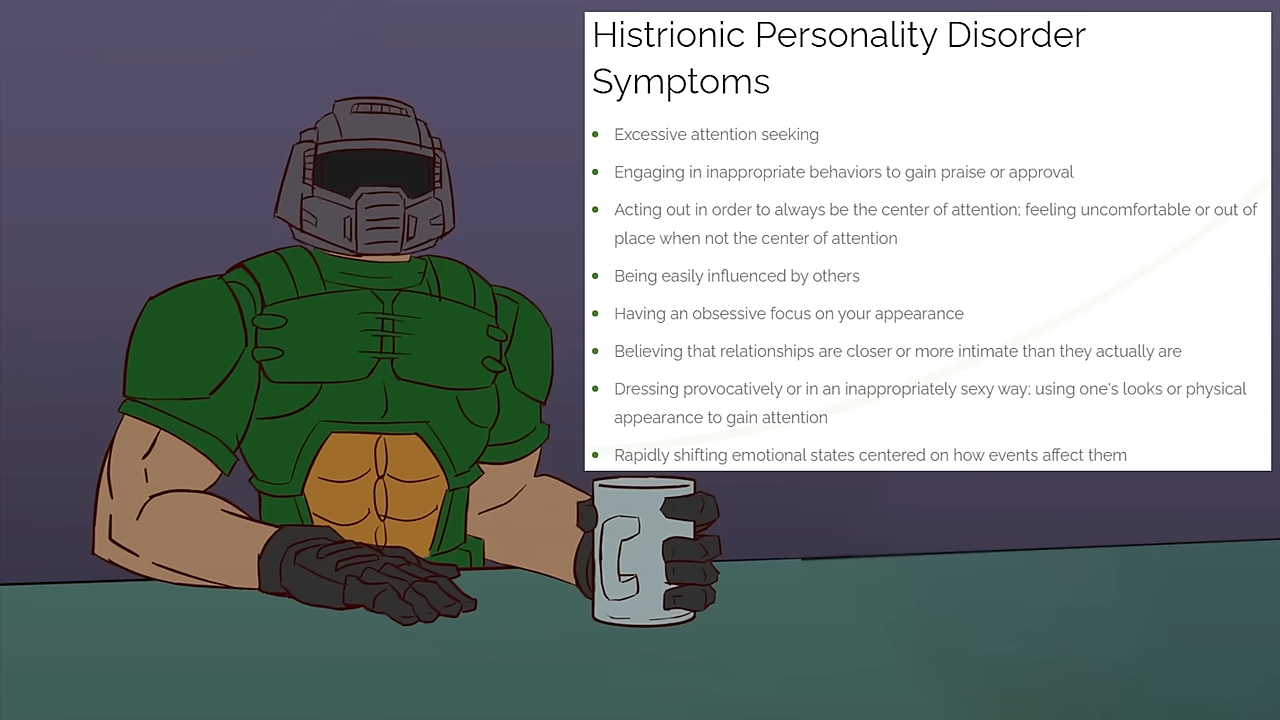 Histrionic Personality Disorder
Symptoms
Excessive attention seeking
Engaging in inappropriate behaviors to gain praise or approval
Acting out in order to always be the center of attention; feeling uncomfortable or out of
place when not the center of attention
Being easily influenced by others
Having an obsessive focus on your appearance
Believing that relationships are closer or more intimate than they actually are
Dressing provocatively or in an inappropriately sexy way; using one's looks or physical
appearance to gain attention
Rapidly shifting emotional states centered on how events affect them